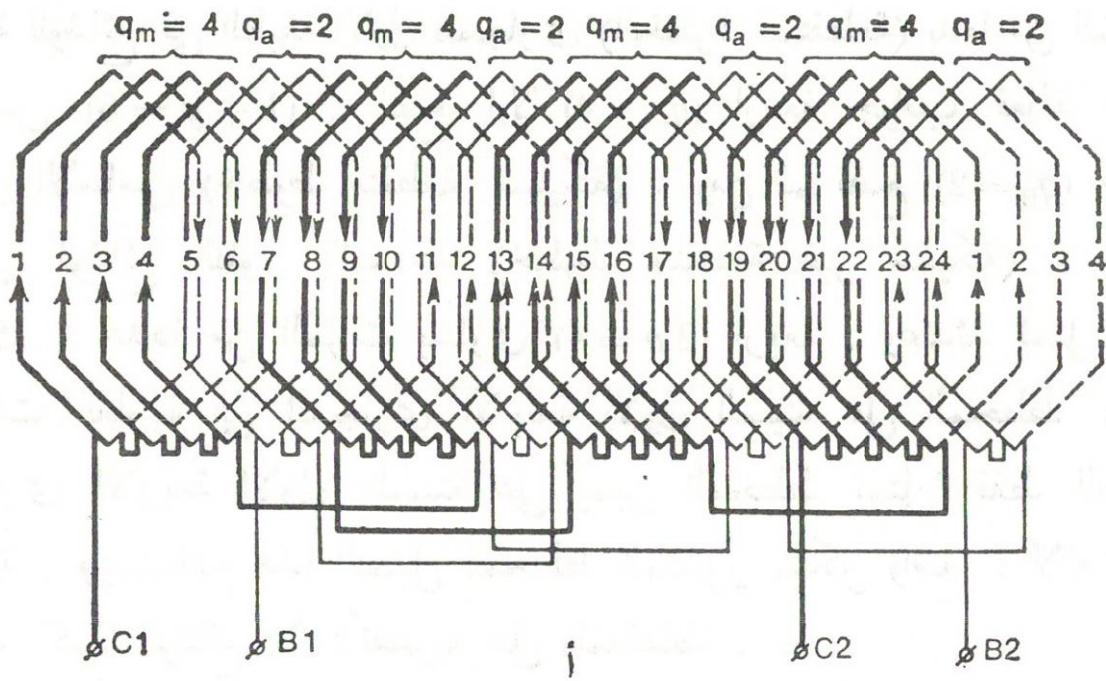 qm = 4 qa = 2 qm = 4 qa = 2 qm = 4 qa = 2 qm = 4 qa = 2
1 2 3 4 5 6 7 8 9 10 11 12 13 14 15 16 17 18 19 20 21 22 23 24 1 2 3 4
C1 B1 أ C2 B2